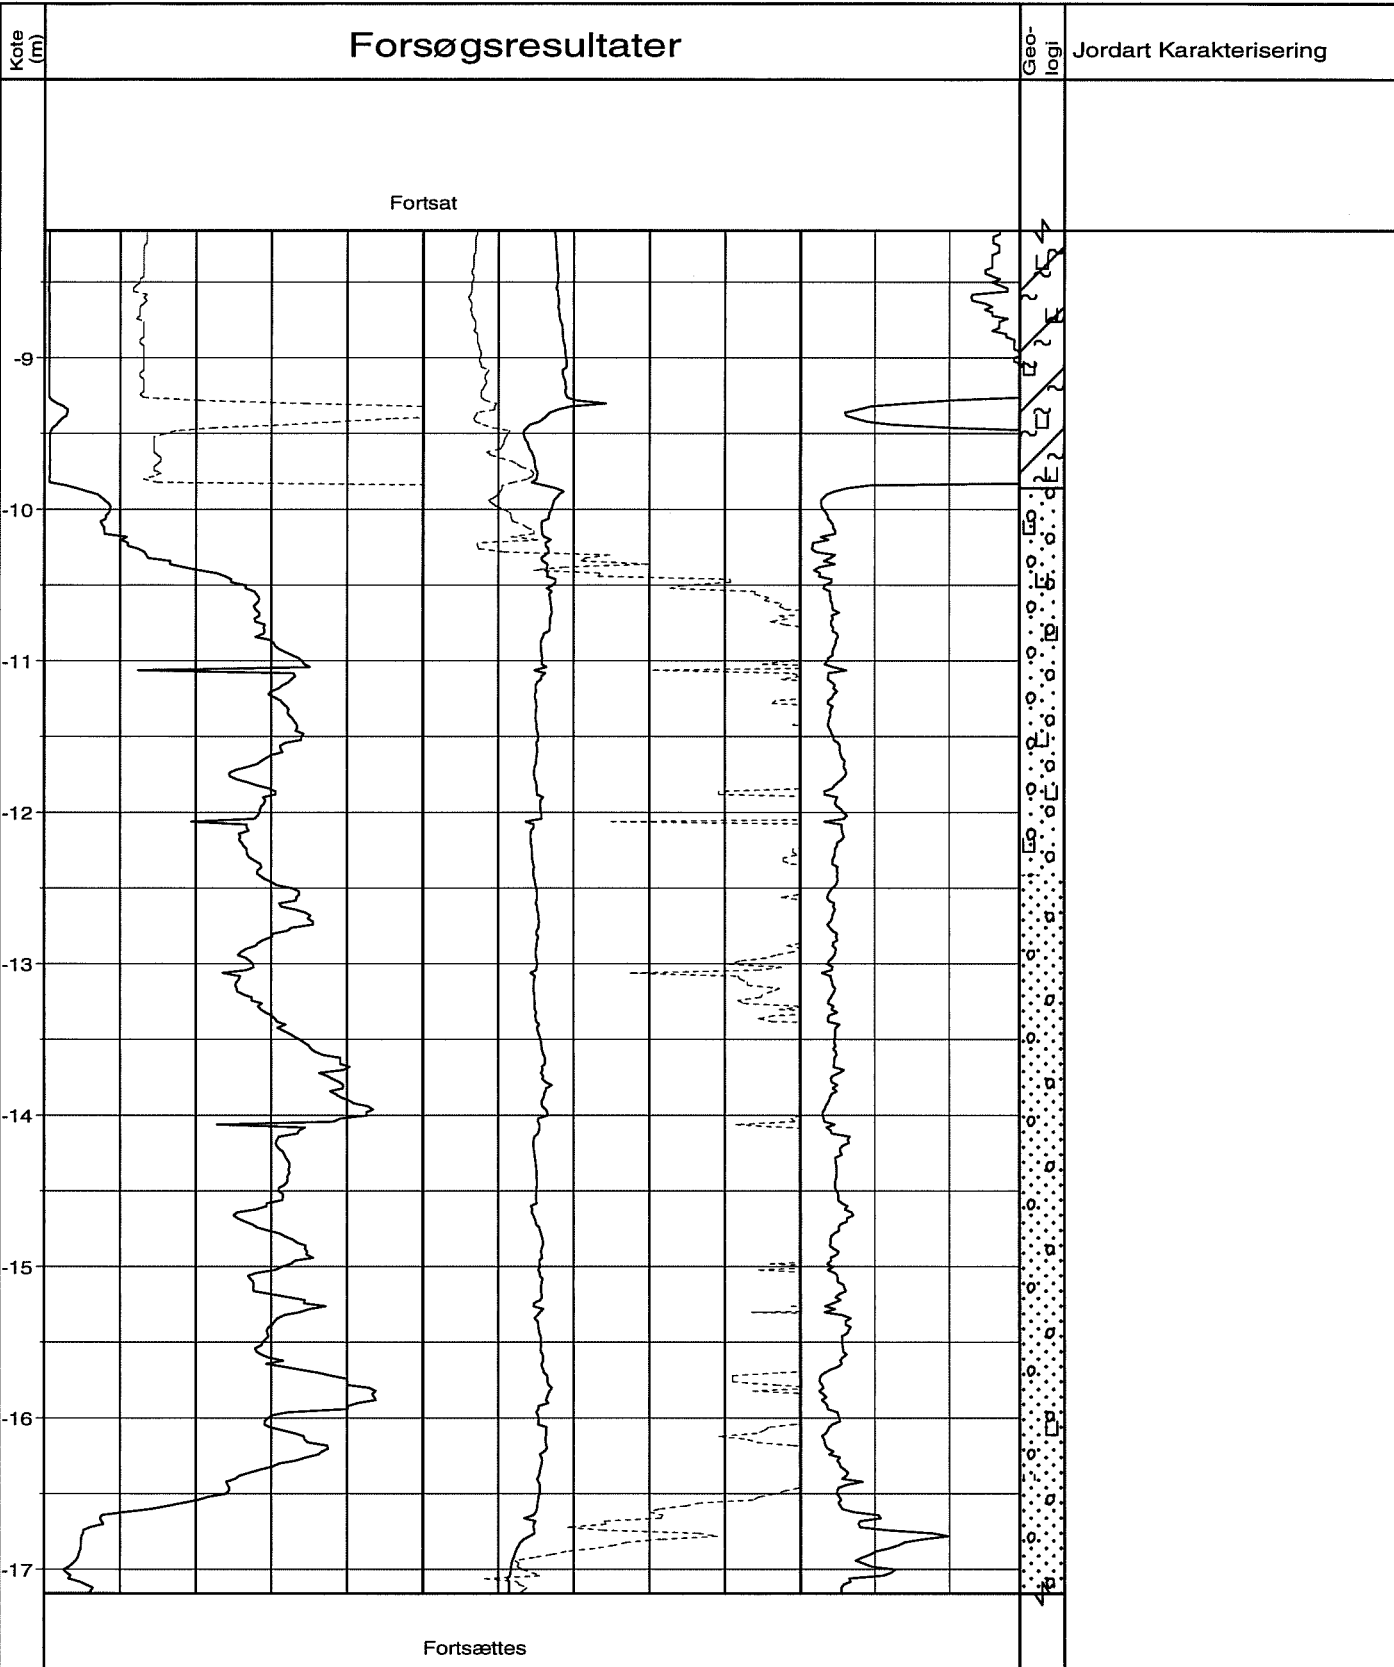 Kote (m)
Forsøgsresultater
Geo-logi
Jordart Karakterisering
Fortsat
-9
-10
-11
-12
-13
-14
-15
-16
-17
Fortsættes